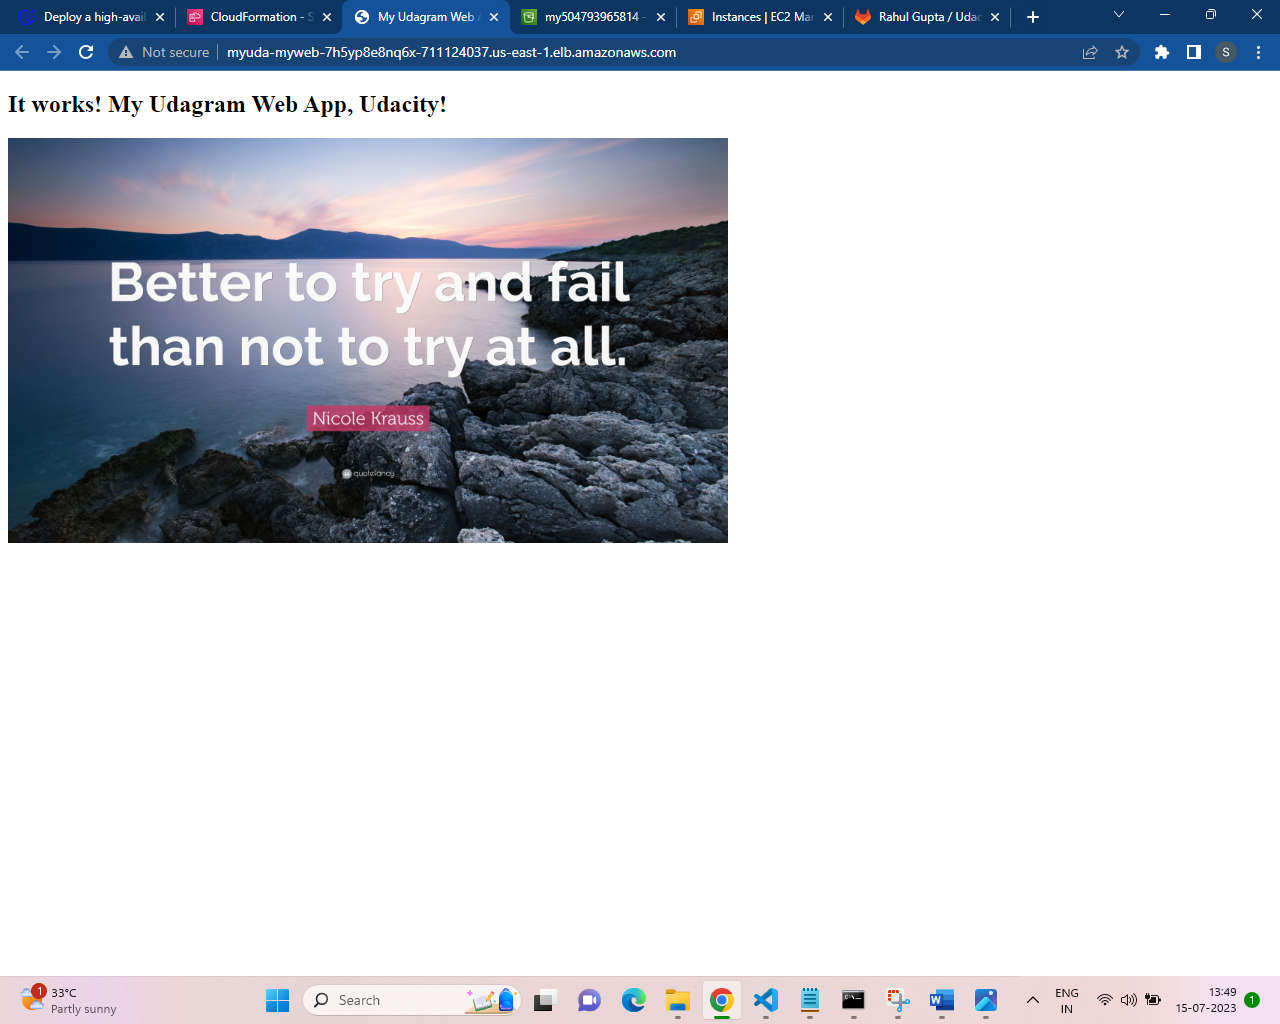 Deploy a high-avail
CloudFormation - S
My Udagram Web A
my504793965814 -
Instances | EC2 Man
Rahul Gupta / Udac
Not secure
myuda-myweb-7h5yp8e8nq6x-711124037.us-east-1.elb.amazonaws.com
S
It works! My Udagram Web App, Udacity!
Better to try and fail
than not to try at all.
Nicole Krauss
quotefancy
1
33°C
Partly sunny
Search
ENG
IN
13:49
15-07-2023
1